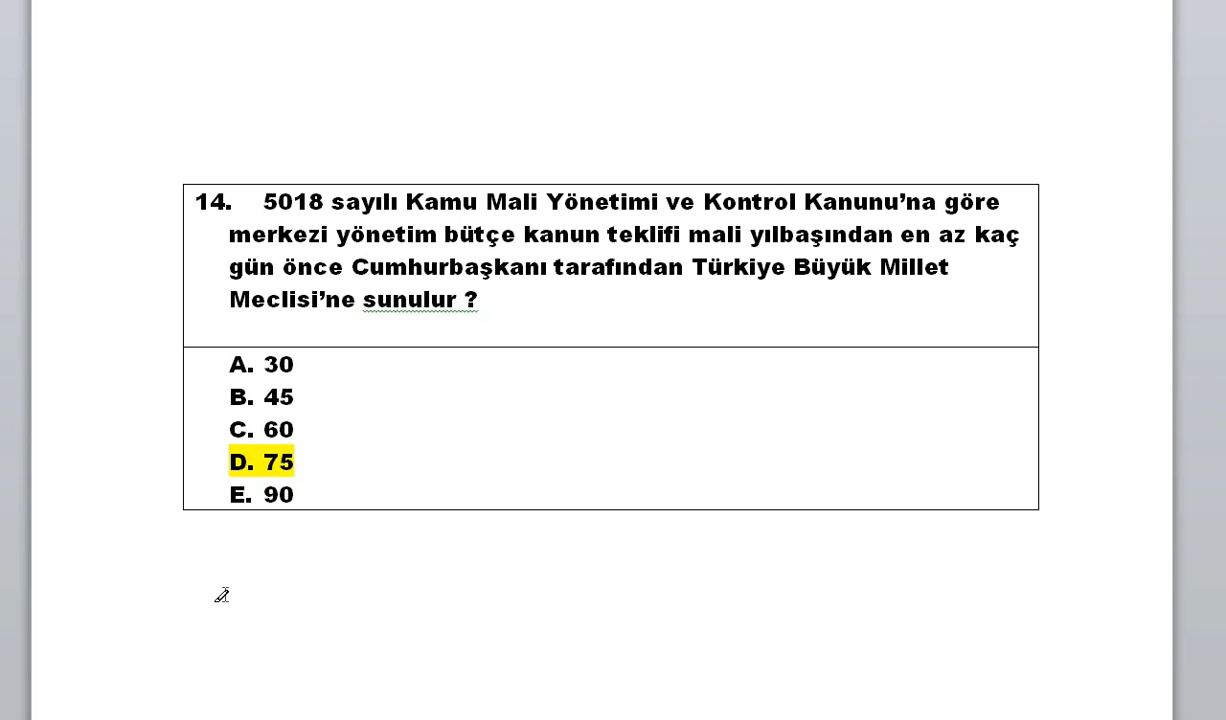 14. 5018 sayılı Kamu Mali Yönetimi ve Kontrol Kanunu’na göre
merkezi yönetim bütçe kanun teklifi mali yılbaşından en az kaç
gün önce Cumhurbaşkanı tarafından Türkiye Büyük Millet
Meclisi’ne sunulur ?
A. 30
B. 45
C. 60
D. 75
E. 90